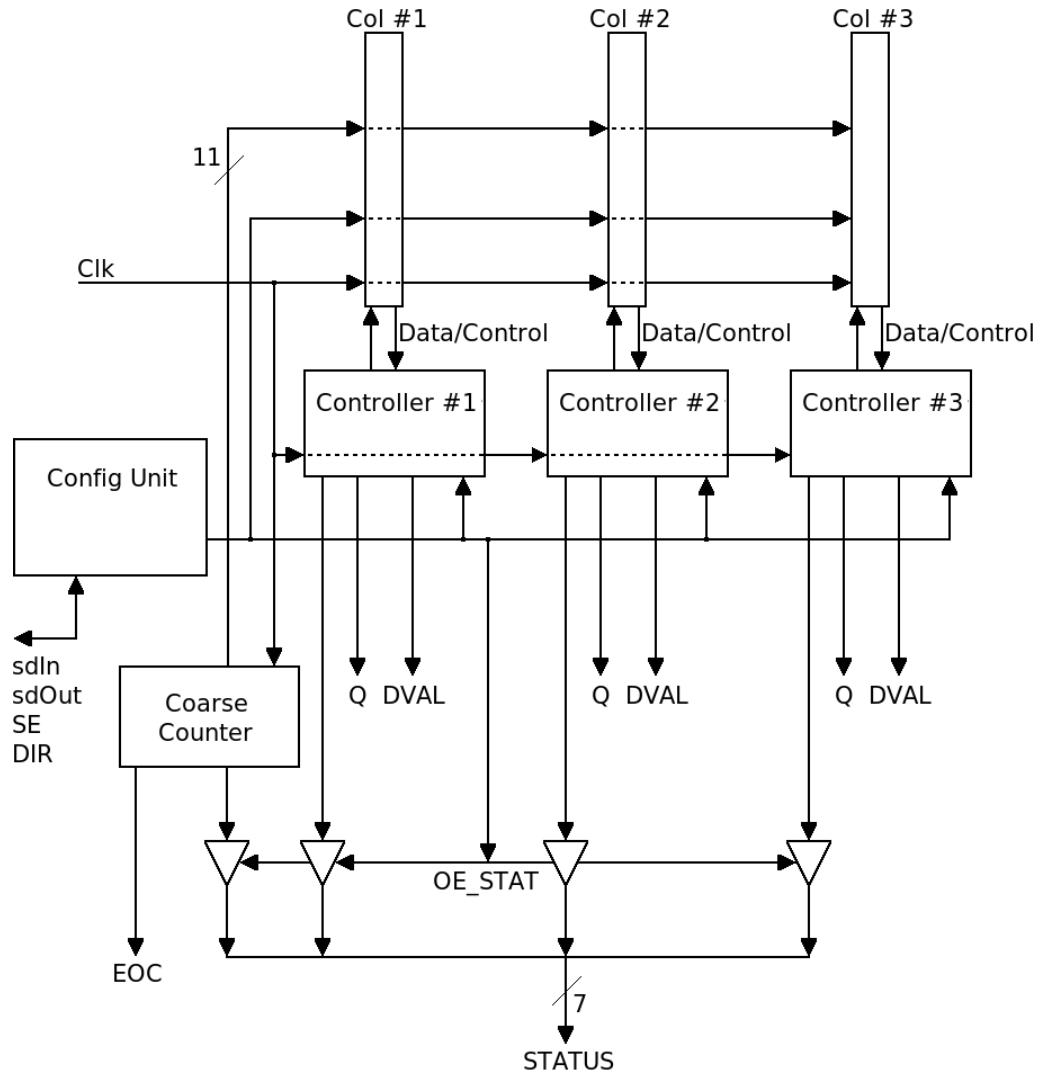 Col #1
Col #2
Col #3
11
Clk
Data/Control
Data/Control
Data/Control
Controller #1
Controller #2
Controller #3
Config Unit
sdIn
sdOut
SE
DIR
Q
DVAL
Q
DVAL
Q
DVAL
Coarse
Counter
OE_STAT
EOC
7
STATUS